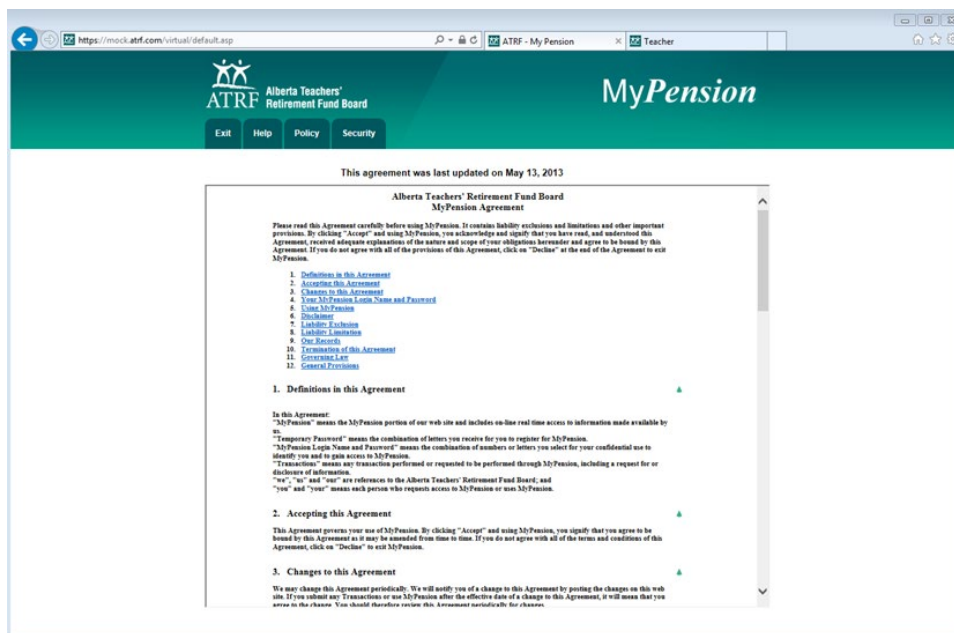 https://mock.atrf.com/virtual/default.asp
ATRF - My Pension
Teacher
ATRF
Alberta Teachers'
Retirement Fund Board
MyPension
Exit Help Policy Security
This agreement was last updated on May 13, 2013
Alberta Teachers' Retirement Fund Board
MyPension Agreement
Please read this Agreement carefully before using MyPension. It contains liability exclusions and limitations and other important
provisions. By clicking "Accept" and using MyPension, you acknowledge and signify that you have read, and understood this
Agreement, received adequate explanations of the nature and scope of your obligations hereunder and agree to be bound by this
Agreement. If you do not agree with all of the provisions of this Agreement, click on "Decline" at the end of the Agreement to exit
MyPension.
1. Definitions in this Agreement
2. Accepting this Agreement
3. Changes to this Agreement
4. Your MyPension Login Name and Password
5. Using MyPension
6. Disclaimer
7. Liability Exclusion
8. Liability Limitation
9. Our Records
10. Termination of this Agreement
11. Governing Law
12. General Provisions
1. Definitions in this Agreement
In this Agreement:
"MyPension" means the MyPension portion of our web site and includes on-line real time access to information made available by
us.
"Temporary Password" means the combination of letters you receive for you to register for MyPension.
"MyPension Login Name and Password" means the combination of numbers or letters you select for your confidential use to
identify you and to gain access to MyPension.
"Transactions" means any transaction performed or requested to be performed through MyPension, including a request for or
disclosure of information.
"we", "us" and "our" are references to the Alberta Teachers' Retirement Fund Board; and
"you" and "your" means each person who requests access to MyPension or uses MyPension.
2. Accepting this Agreement
This Agreement governs your use of MyPension. By clicking "Accept" and using MyPension, you signify that you agree to be
bound by this Agreement as it may be amended from time to time. If you do not agree with all of the terms and conditions of this
Agreement, click on "Decline" to exit MyPension.
3. Changes to this Agreement
We may change this Agreement periodically. We will notify you of a change to this Agreement by posting the changes on this web
site. If you submit any Transactions or use MyPension after the effective date of a change to this Agreement, it will mean that you
agree to the change. You should therefore review this Agreement periodically for changes.